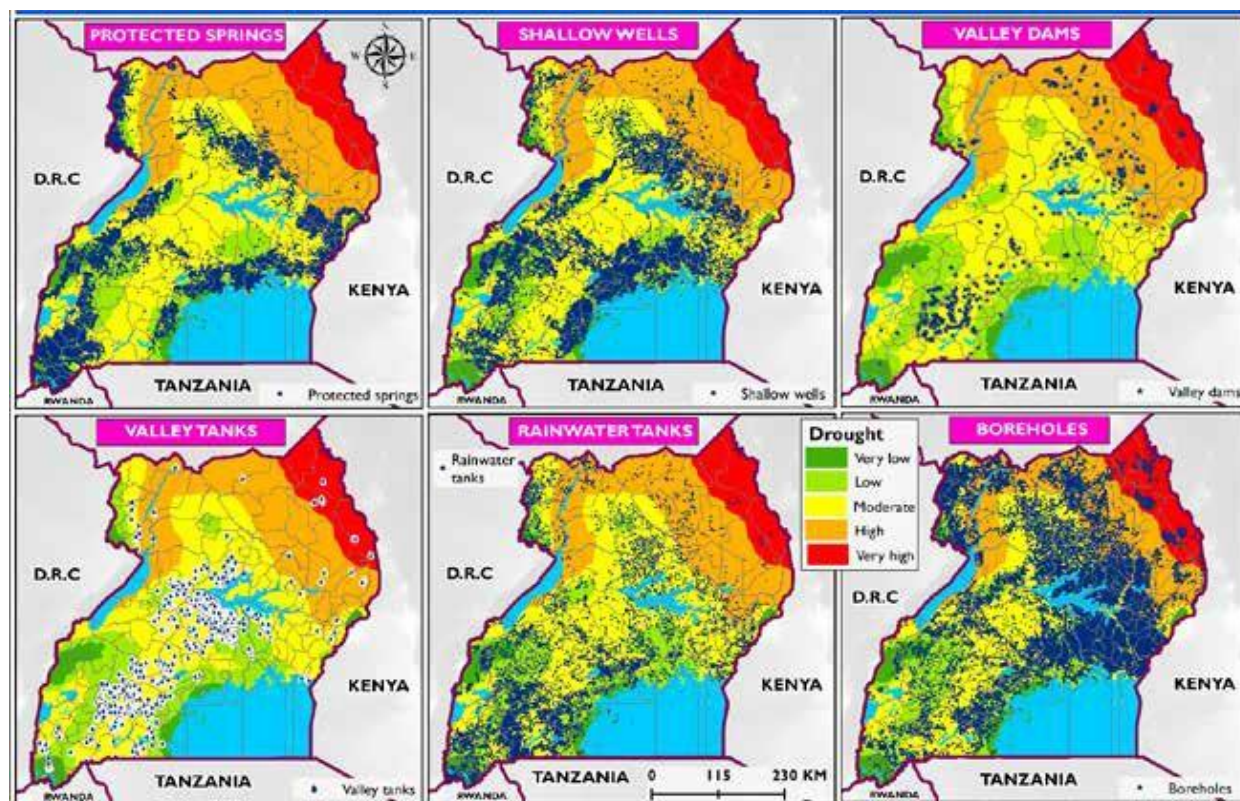 PROTECTED SPRINGS
W
E
S
D.R.C
KENYA
TANZANIA
RWANDA
Protected springs
SHALLOW WELLS
D.R.C
KENYA
TANZANIA
RWANDA
Shallow wells
VALLEY DAMS
D.R.C
KENYA
TANZANIA
RWANDA
Valley dams
VALLEY TANKS
D.R.C
KENYA
TANZANIA
RWANDA
Valley tanks
RAINWATER TANKS
Rainwater
tanks
D.R.C
KENYA
TANZANIA
RWANDA
0 115 230 KM
Drought
Very low
Low
Moderate
High
Very high
BOREHOLES
D.R.C
KENYA
TANZANIA
RWANDA
Boreholes